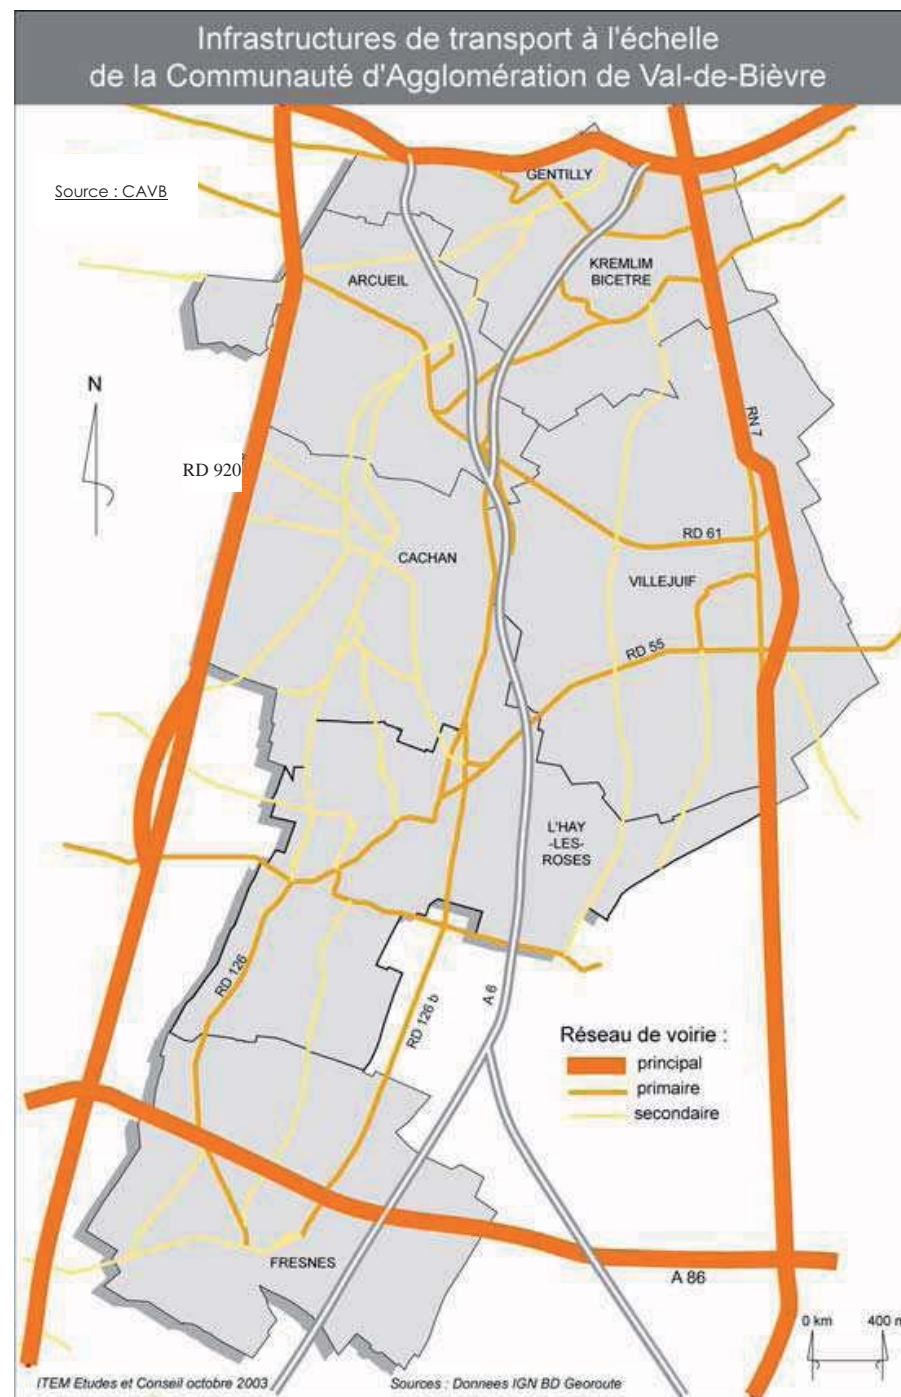 Infrastructures de transport à l'échelle
de la Communauté d'Agglomération de Val-de-Bièvre
Source : CAVB
GENTILLY
KREMLIM
BICETRE
ARCUEIL
N
RN 7
RD 920
RD 61
CACHAN
VILLEJUIF
RD 55
L'HAY
-LES-
ROSES
RD 126
A 6
RD 126 b
Réseau de voirie :
principal
primaire
secondaire
FRESNES
A 86
0 km
400 m
ITEM Etudes et Conseil octobre 2003
Sources : Donnees IGN BD Georoute